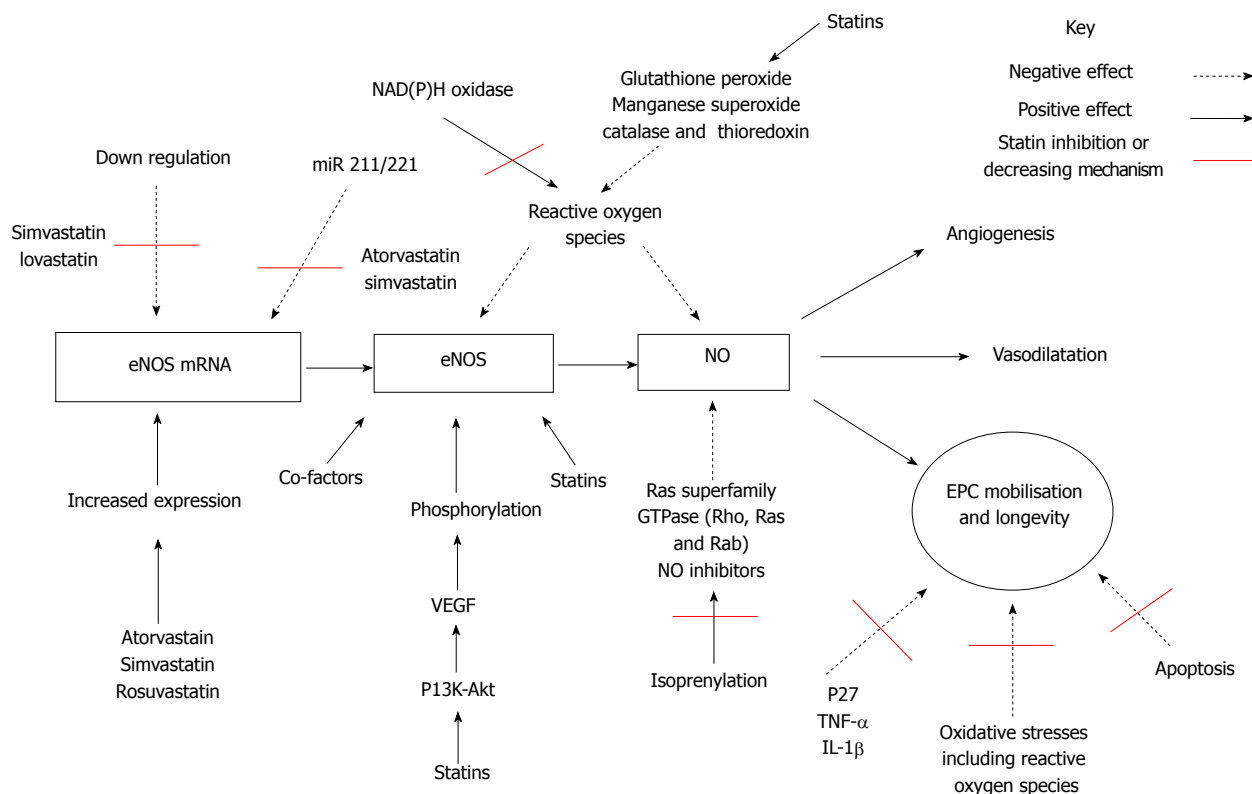 Statins
Key
Glutathione peroxide
Manganese superoxide
catalase and thioredoxin
NAD(P)H oxidase
Negative effect
Positive effect
Statin inhibition or
decreasing mechanism
Down regulation
miR 211/221
Reactive oxygen
species
Simvastatin
lovastatin
Atorvastatin
simvastatin
Angiogenesis
eNOS mRNA
eNOS
NO
Vasodilatation
Co-factors
Statins
Increased expression
Phosphorylation
Ras superfamily
GTPase (Rho, Ras
and Rab)
NO inhibitors
EPC mobilisation
and longevity
VEGF
Atorvastain
Simvastatin
Rosuvastatin
P13K-Akt
Isoprenylation
Apoptosis
P27
TNF-α
IL-1β
Oxidative stresses
including reactive
oxygen species
Statins